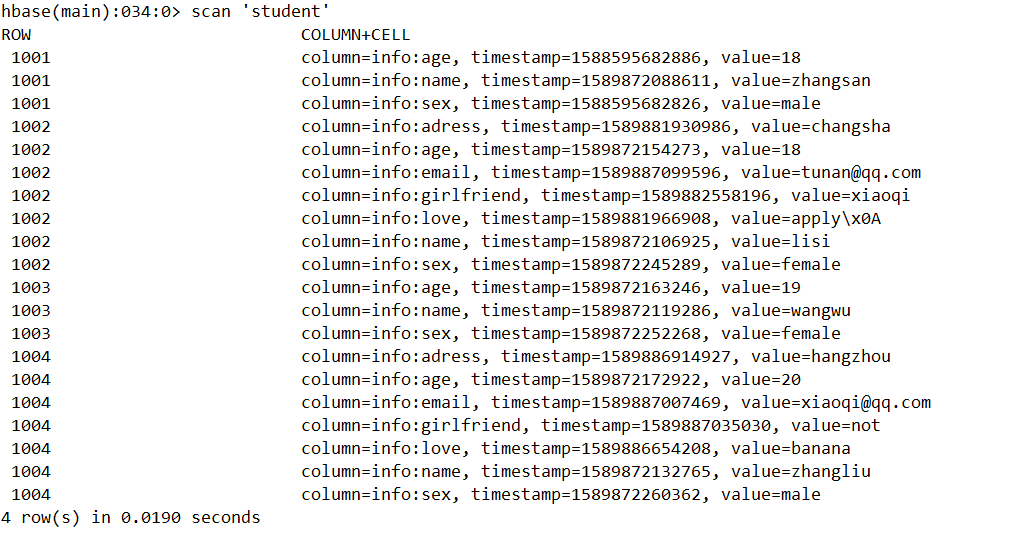 hbase(main):034:0> scan 'student'
ROW COLUMN+CELL
1001 column=info:age, timestamp=1588595682886, value=18
1001 column=info:name, timestamp=1589872088611, value=zhangsan
1001 column=info:sex, timestamp=1588595682826, value=male
1002 column=info:adress, timestamp=1589881930986, value=changsha
1002 column=info:age, timestamp=1589872154273, value=18
1002 column=info:email, timestamp=1589887099596, value=tunan@qq.com
1002 column=info:girlfriend, timestamp=1589882558196, value=xiaoqi
1002 column=info:love, timestamp=1589881966908, value=apply\x0A
1002 column=info:name, timestamp=1589872106925, value=lisi
1002 column=info:sex, timestamp=1589872245289, value=female
1003 column=info:age, timestamp=1589872163246, value=19
1003 column=info:name, timestamp=1589872119286, value=wangwu
1003 column=info:sex, timestamp=1589872252268, value=female
1004 column=info:adress, timestamp=1589886914927, value=hangzhou
1004 column=info:age, timestamp=1589872172922, value=20
1004 column=info:email, timestamp=1589887007469, value=xiaoqi@qq.com
1004 column=info:girlfriend, timestamp=1589887035030, value=not
1004 column=info:love, timestamp=1589886654208, value=banana
1004 column=info:name, timestamp=1589872132765, value=zhangliu
1004 column=info:sex, timestamp=1589872260362, value=male
4 row(s) in 0.0190 seconds